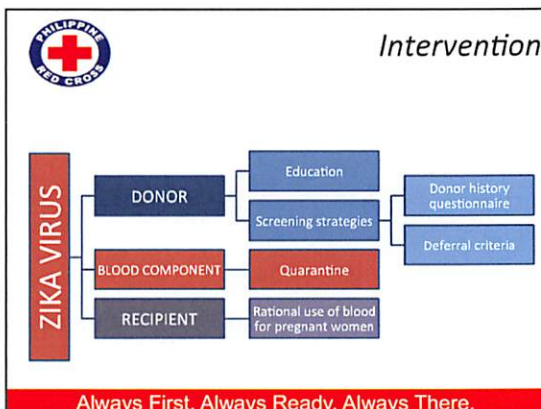 PHILIPPINE
RED CROSS
Intervention
ZIKA VIRUS
DONOR
Education
Screening strategies
Donor history
questionnaire
Deferral criteria
BLOOD COMPONENT
Quarantine
RECIPIENT
Rational use of blood
for pregnant women
Always First, Always Ready, Always There.